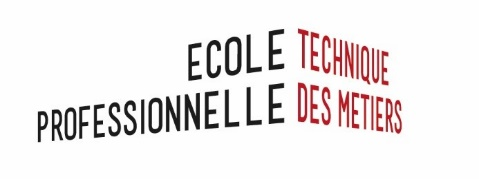 ECOLE TECHNIQUE
PROFESSIONNELLE DES METIERS